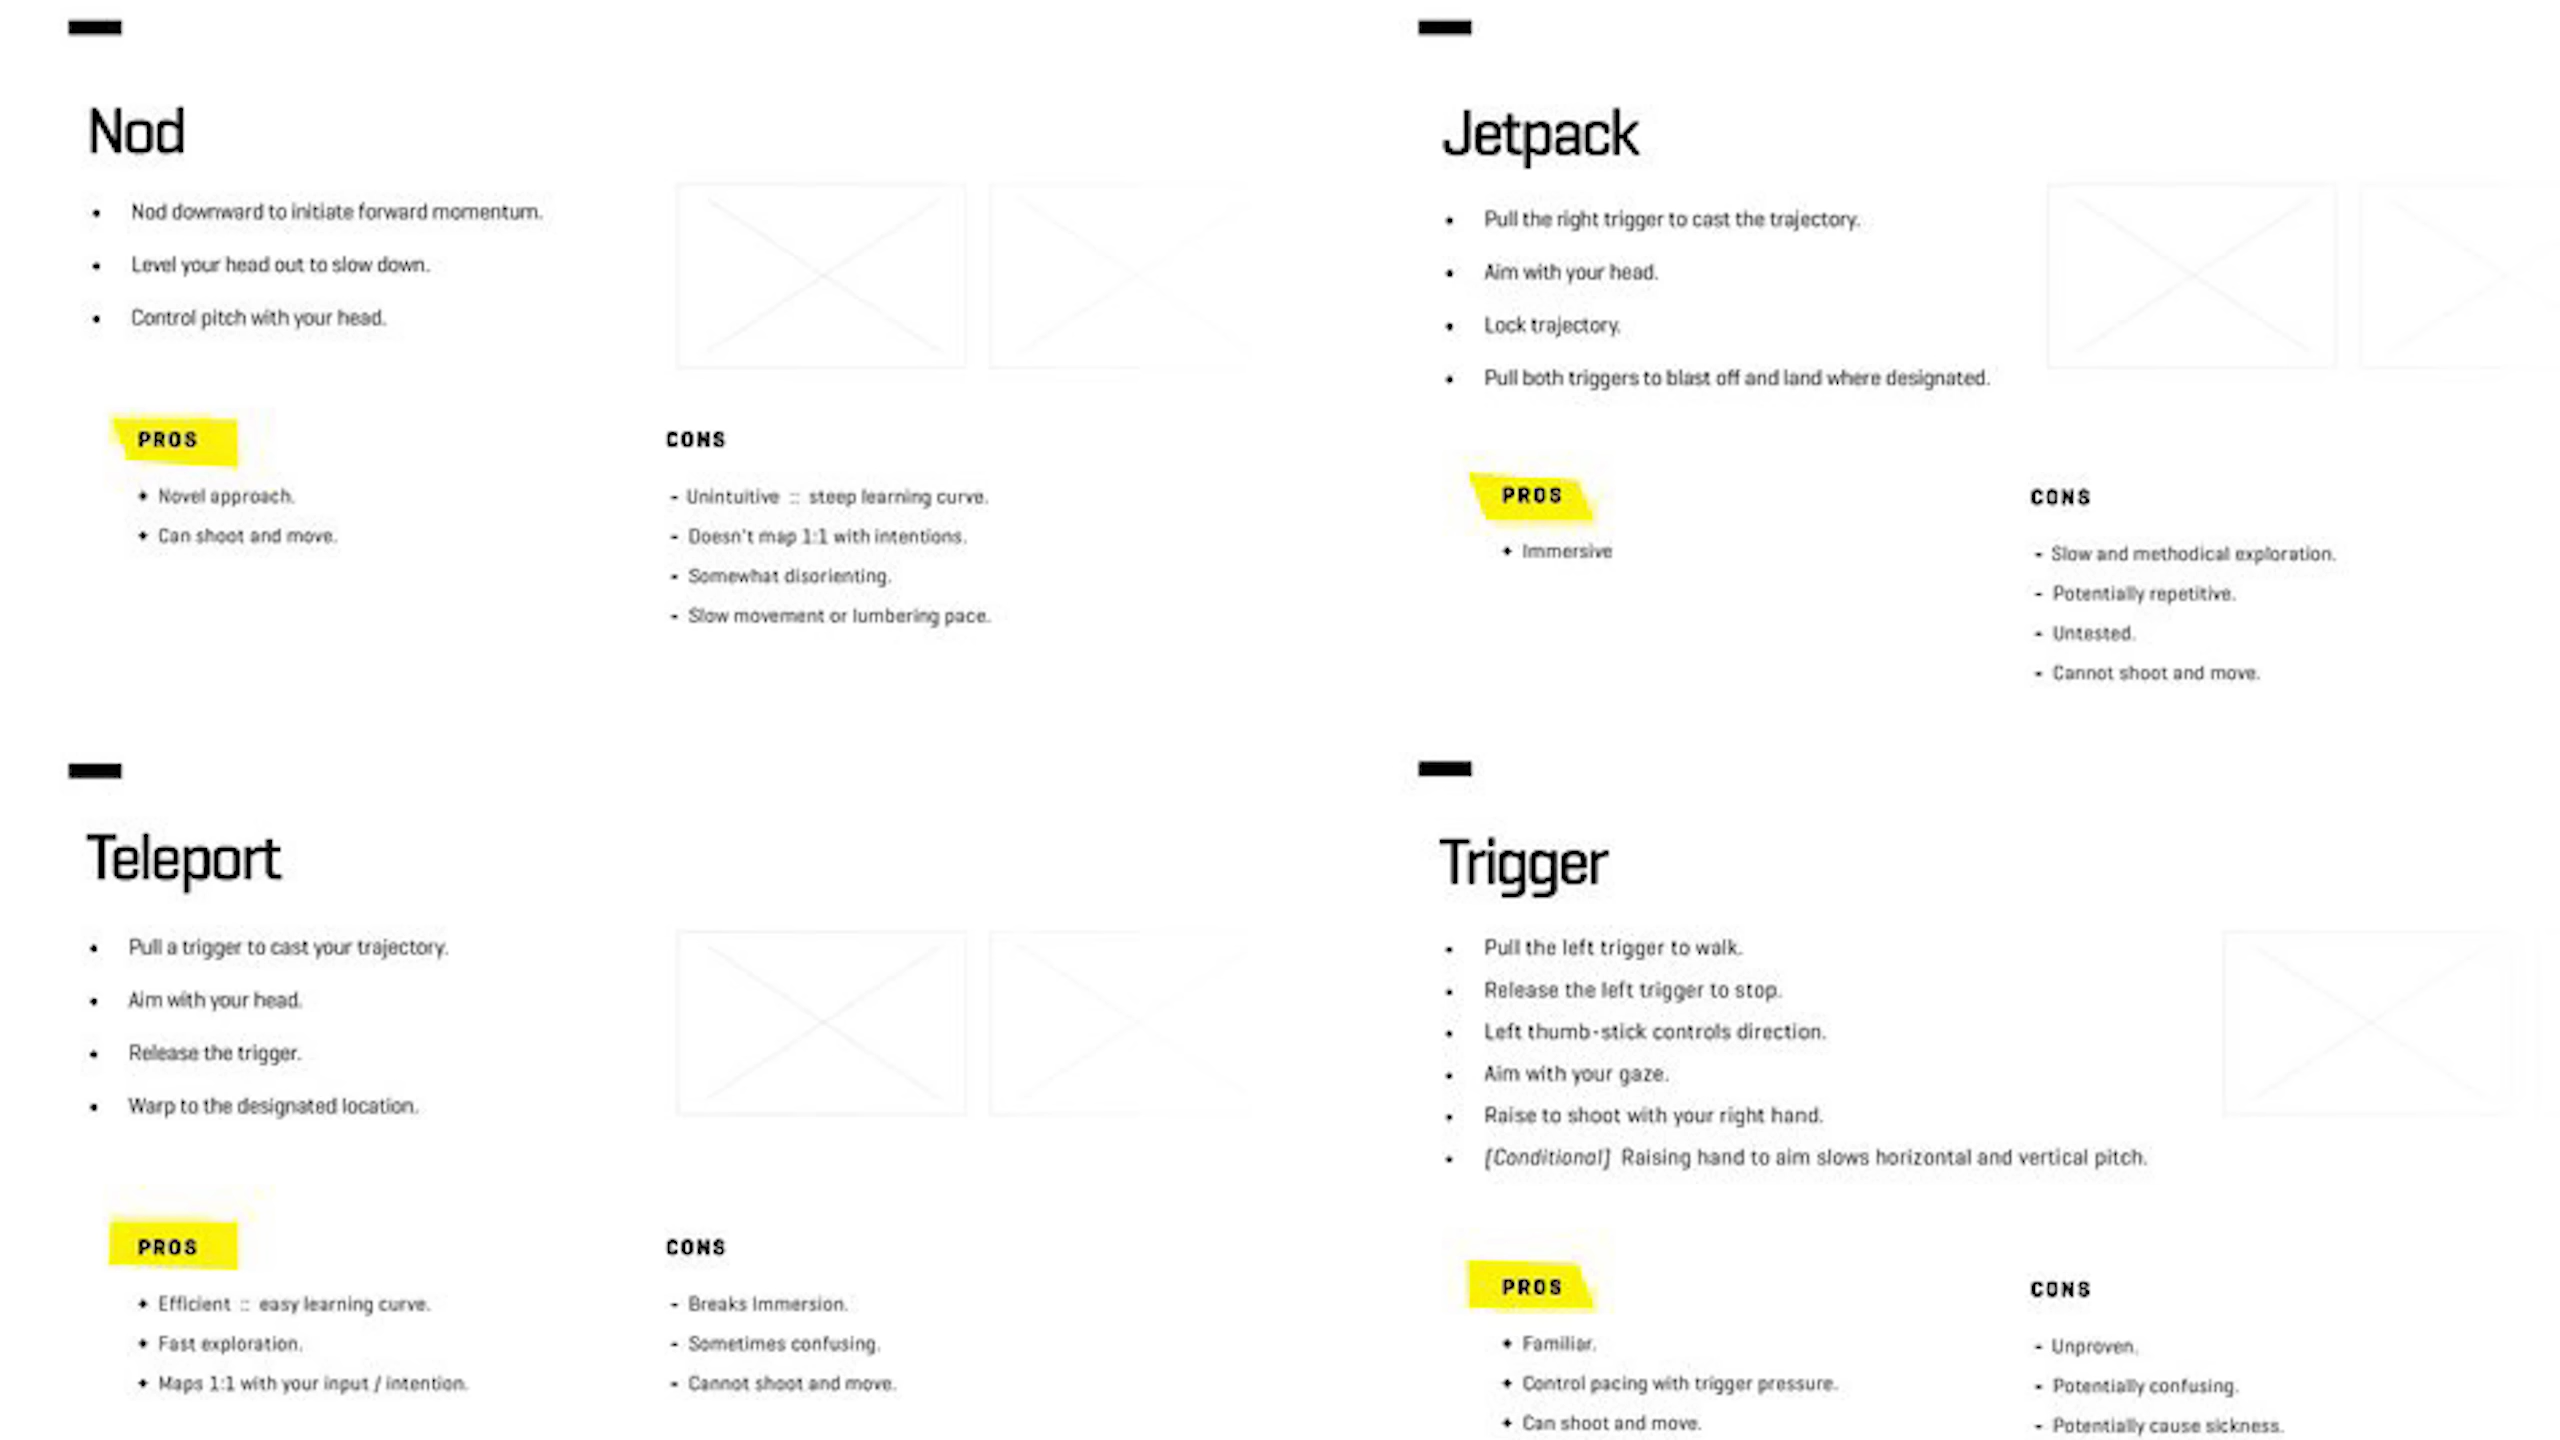 Nod
• Nod downward to initiate forward momentum.
• Level your head out to slow down.
• Control pitch with your head.
PROS
+ Novel approach.
+ Can shoot and move.
CONS
- Unintuitive :: steep learning curve.
- Doesn't map 1:1 with intentions.
- Somewhat disorienting.
- Slow movement or lumbering pace.
Jetpack
• Pull the right trigger to cast the trajectory.
• Aim with your head.
• Lock trajectory.
• Pull both triggers to blast off and land where designated.
PROS
+ Immersive
CONS
- Slow and methodical exploration.
- Potentially repetitive.
- Untested.
- Cannot shoot and move.
Teleport
• Pull a trigger to cast your trajectory.
• Aim with your head.
• Release the trigger.
• Warp to the designated location.
PROS
+ Efficient :: easy learning curve.
+ Fast exploration.
+ Maps 1:1 with your input / intention.
CONS
- Breaks Immersion.
- Sometimes confusing.
- Cannot shoot and move.
Trigger
• Pull the left trigger to walk.
• Release the left trigger to stop.
• Left thumb-stick controls direction.
• Aim with your gaze.
• Raise to shoot with your right hand.
• [Conditional] Raising hand to aim slows horizontal and vertical pitch.
PROS
+ Familiar.
+ Control pacing with trigger pressure.
+ Can shoot and move.
CONS
- Unproven.
- Potentially confusing.
- Potentially cause sickness.